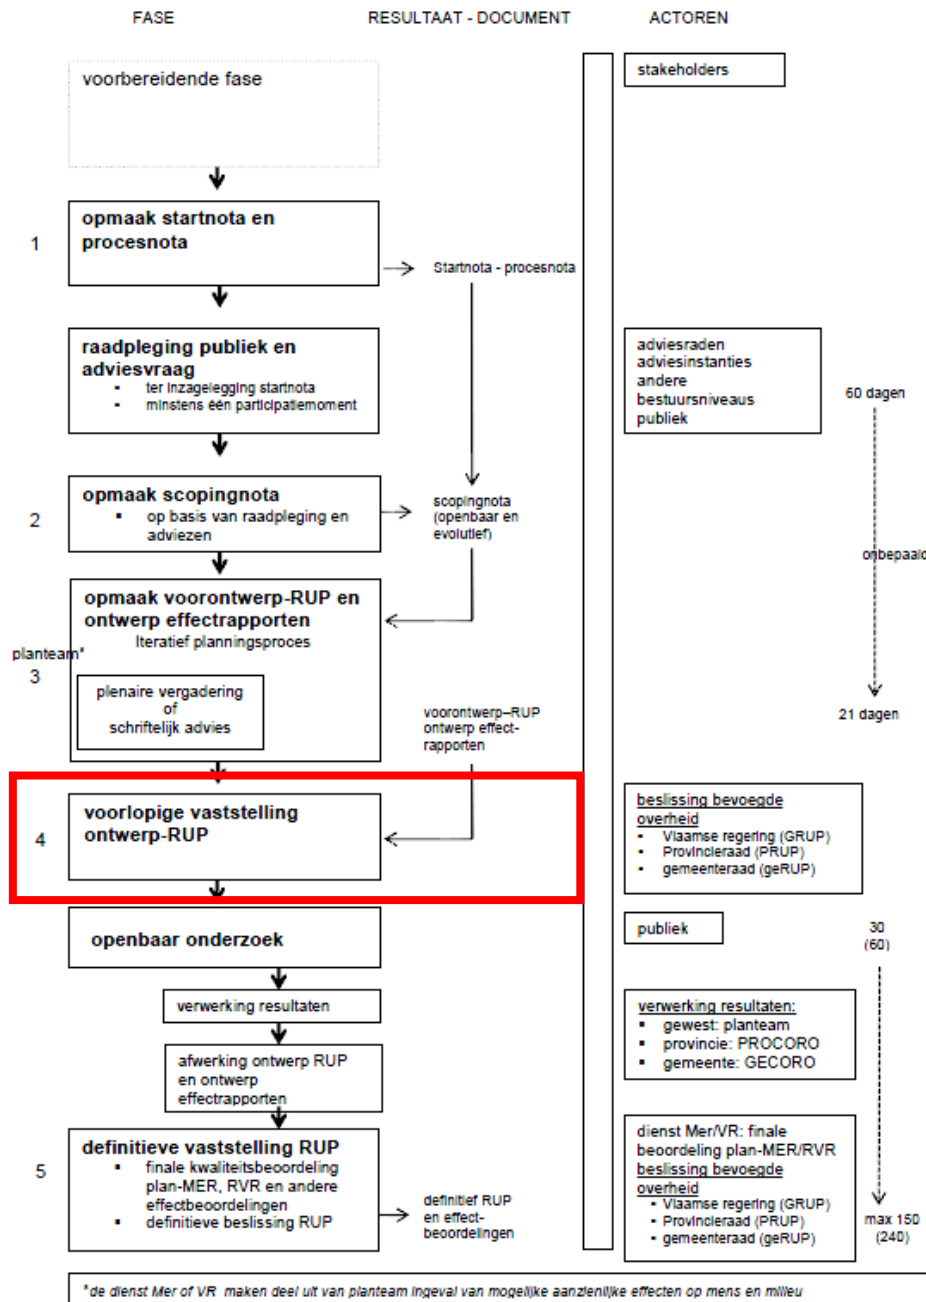 FASE
RESULTAAT - DOCUMENT
ACTOREN
voorbereidende fase
stakeholders
1
opmaak startnota en
procesnota
Startnota - procesnota
raadpleging publiek en
adviesvraag
▪ ter inzagelegging startnota
▪ minstens één participatiemoment
adviesraden
adviesinstanties
andere
bestuursniveaus
publiek
60 dagen
2
opmaak scopingnota
▪ op basis van raadpleging en
adviezen
scopingnota
(openbaar en
evolutief)
onbepaald
opmaak voorontwerp-RUP en
ontwerp effectrapporten
Iteratief planningsproces
planteam*
3
plenaire vergadering
of
schriftelijk advies
voorontwerp–RUP
ontwerp effect-
rapporten
21 dagen
4
voorlopige vaststelling
ontwerp-RUP
beslissing bevoegde
overheid
▪ Vlaamse regering (GRUP)
▪ Provincieraad (PRUP)
▪ gemeenteraad (geRUP)
openbaar onderzoek
publiek
30
(60)
verwerking resultaten
verwerking resultaten:
▪ gewest: planteam
▪ provincie: PROCORO
▪ gemeente: GECORO
afwerking ontwerp RUP
en ontwerp
effectrapporten
5
definitieve vaststelling RUP
▪ finale kwaliteitsbeoordeling
plan-MER, RVR en andere
effectbeoordelingen
▪ definitieve beslissing RUP
definitief RUP
en effect-
beoordelingen
dienst Mer/VR: finale
beoordeling plan-MER/RVR
beslissing bevoegde
overheid
▪ Vlaamse regering (GRUP)
▪ Provincieraad (PRUP)
▪ gemeenteraad (geRUP)
max 150
(240)
*de dienst Mer of VR maken deel uit van planteam ingeval van mogelijke aanzienlijke effecten op mens en milieu